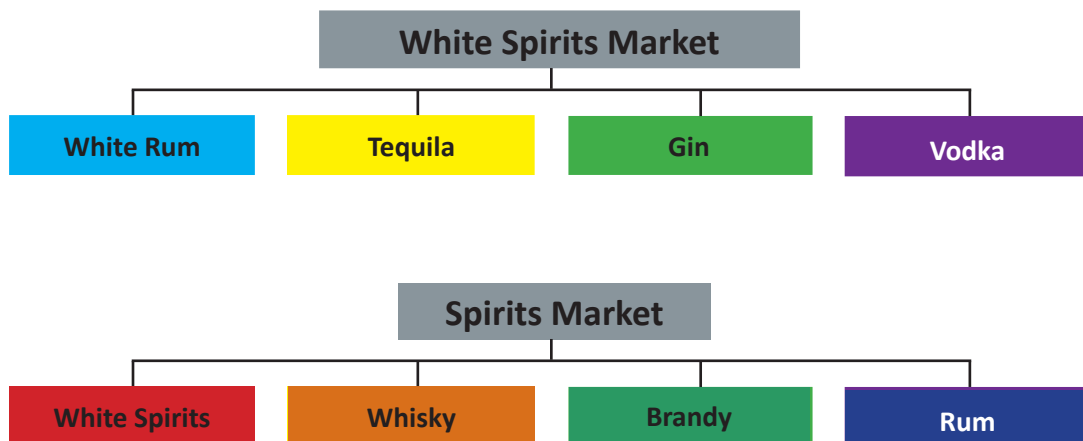 White Spirits Market
White Rum
Tequila
Gin
Vodka
Spirits Market
White Spirits
Whisky
Brandy
Rum